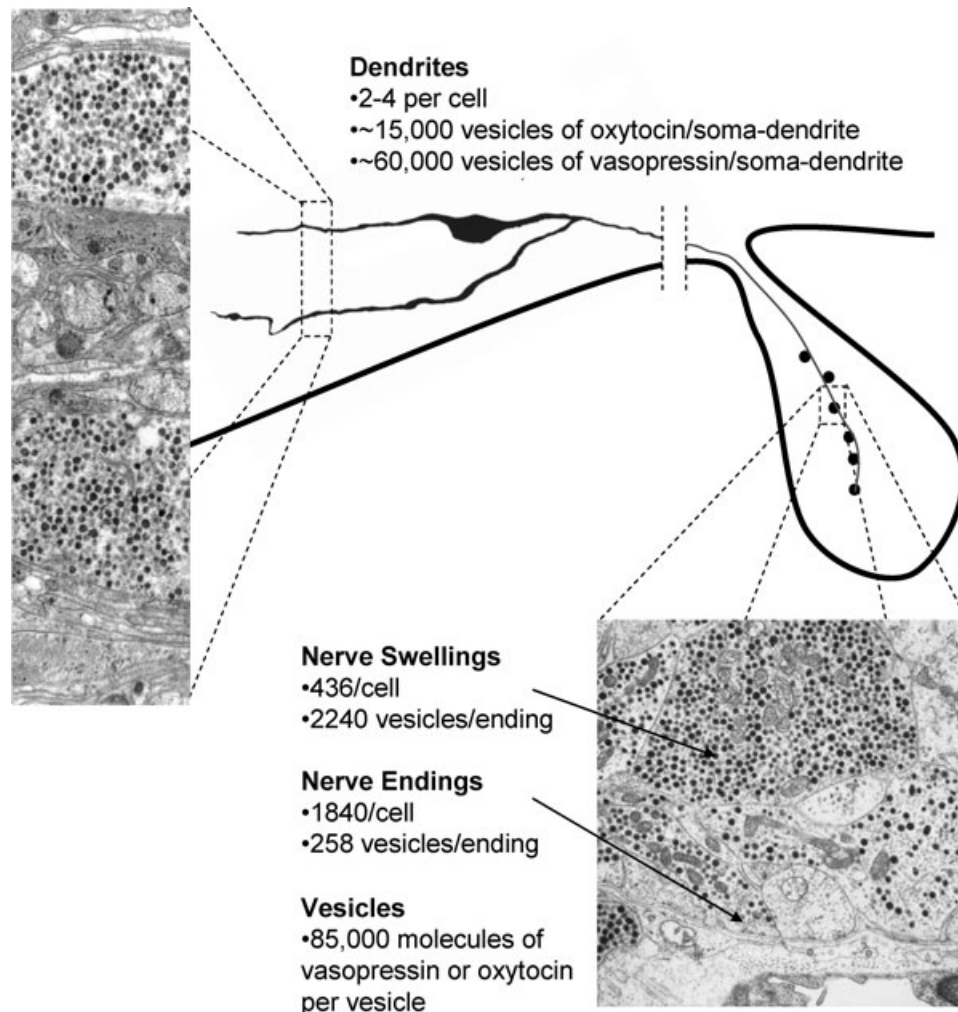 Dendrites
•2-4 per cell
•~15,000 vesicles of oxytocin/soma-dendrite
•~60,000 vesicles of vasopressin/soma-dendrite
Nerve Swellings
•436/cell
•2240 vesicles/ending
Nerve Endings
•1840/cell
•258 vesicles/ending
Vesicles
•85,000 molecules of
vasopressin or oxytocin
per vesicle